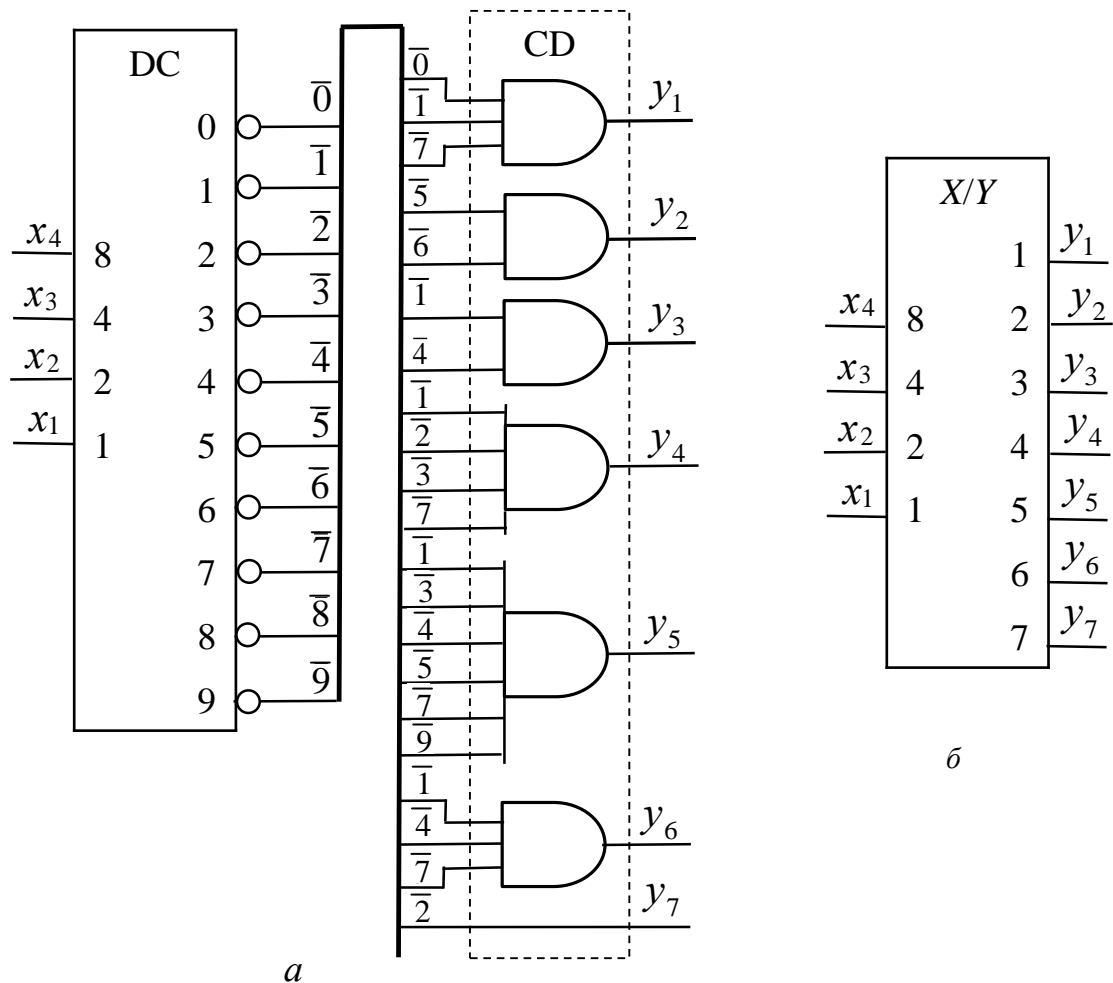 DC
0
1
2
3
4
5
6
7
8
9
x₄ 8
x₃ 4
x₂ 2
x₁ 1
0̅
1̅
2̅
3̅
4̅
5̅
6̅
7̅
8̅
9̅
CD
0̅
1̅
7̅
y₁
5̅
6̅
y₂
1̅
4̅
y₃
1̅
2̅
3̅
7̅
y₄
1̅
3̅
4̅
5̅
7̅
9̅
y₅
1̅
4̅
7̅
y₆
2̅
y₇
а
X/Y
x₄ 8
x₃ 4
x₂ 2
x₁ 1
1 y₁
2 y₂
3 y₃
4 y₄
5 y₅
6 y₆
7 y₇
б